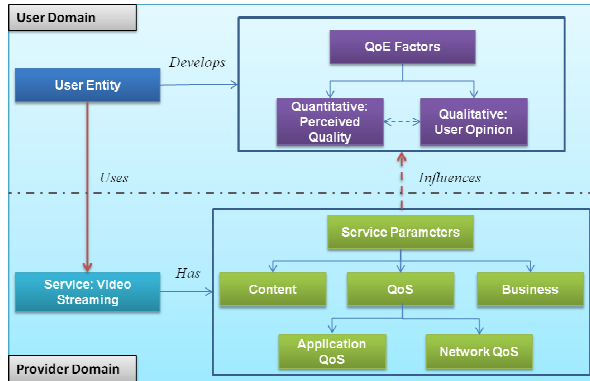 User Domain
QoE Factors
Develops
User Entity
Quantitative:
Perceived
Quality
Qualitative:
User Opinion
Uses
Influences
Service Parameters
Service: Video
Streaming
Has
Content
QoS
Business
Application
QoS
Network QoS
Provider Domain